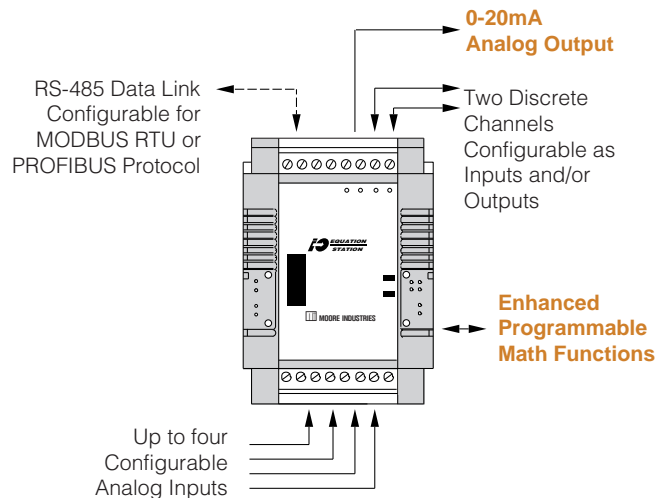 0-20mA
Analog Output
RS-485 Data Link
Configurable for
MODBUS RTU or
PROFIBUS Protocol
Two Discrete
Channels
Configurable as
Inputs and/or
Outputs
EQUATION
STATION
MOORE INDUSTRIES
Enhanced
Programmable
Math Functions
Up to four
Configurable
Analog Inputs